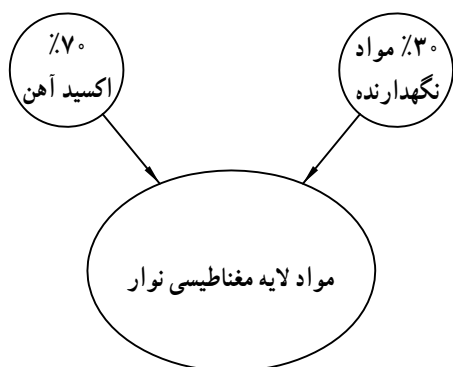 ٪۳۰ مواد
نگهدارنده
٪۷۰
اکسید آهن
مواد لایه مغناطیسی نوار